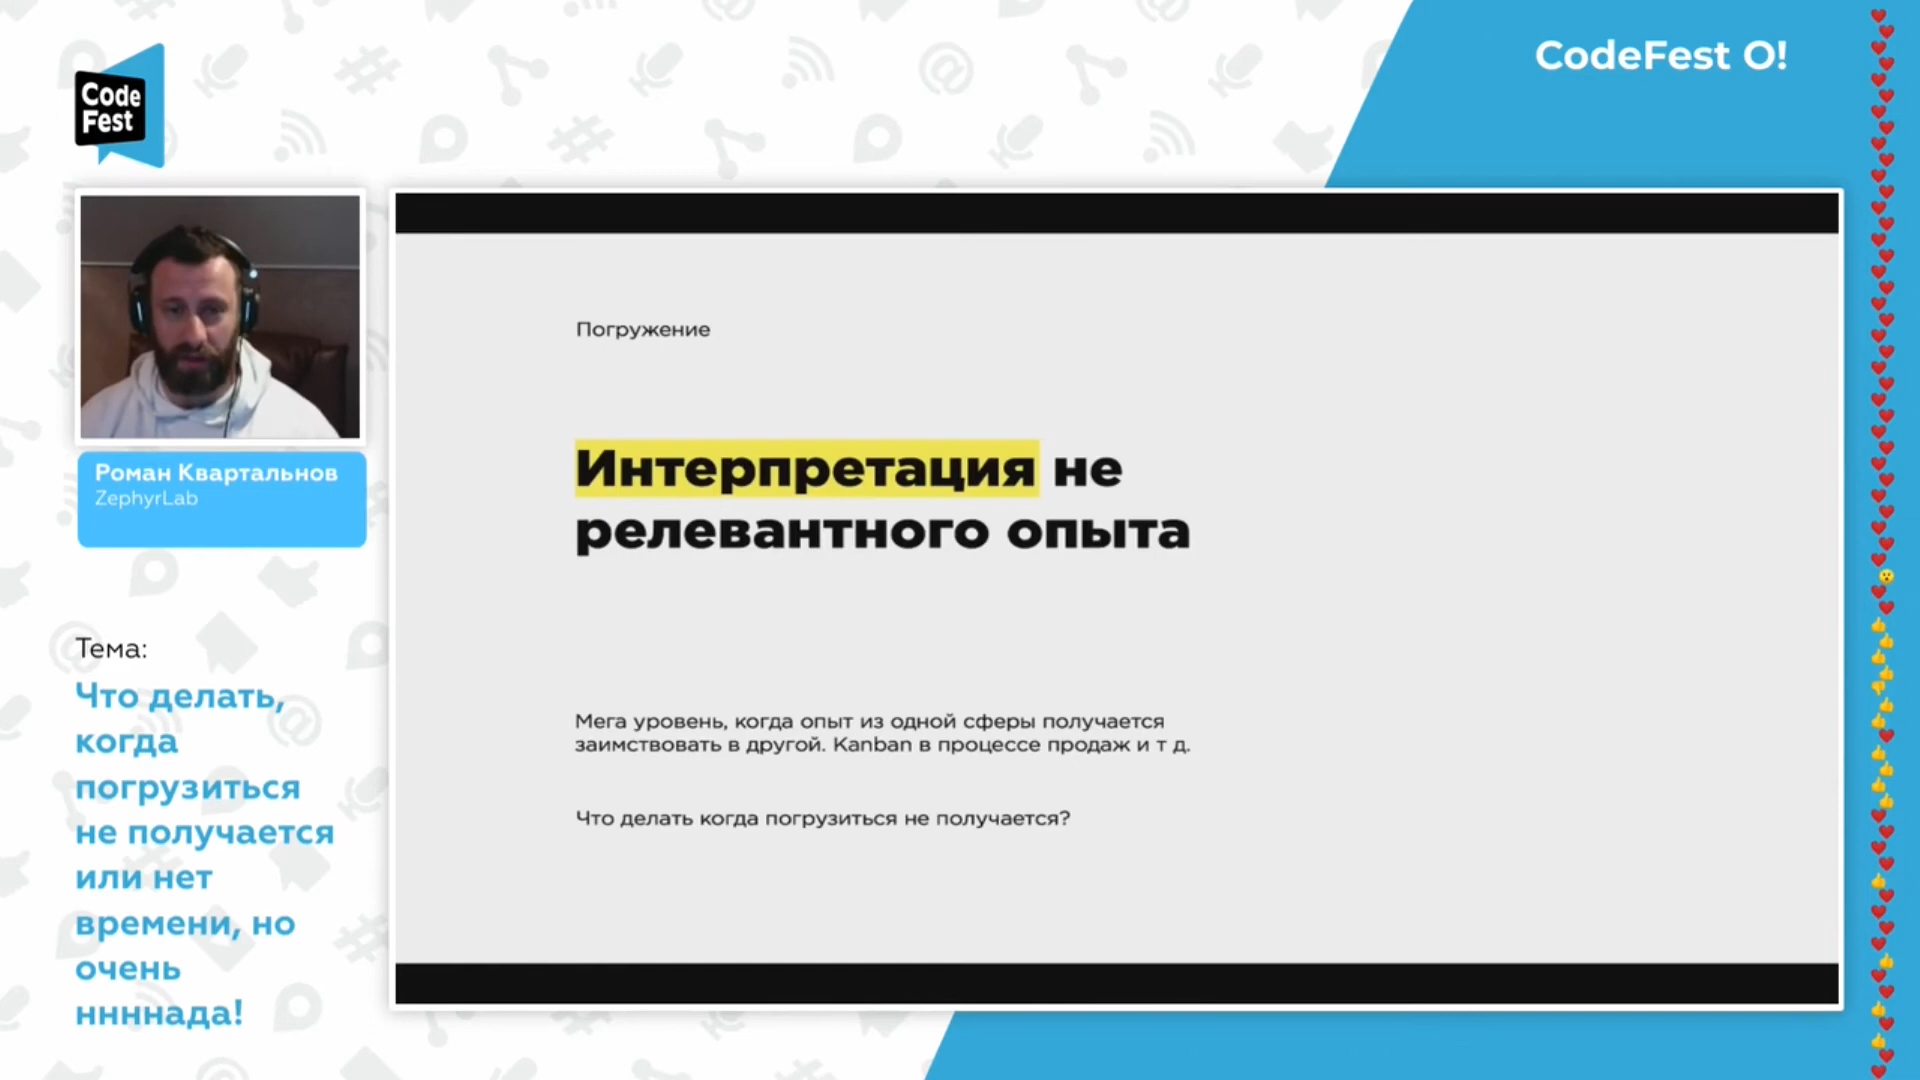 Code
Fest
CodeFest О!
Роман Квартальнов
ZephyrLab
Тема:
Что делать,
когда
погрузиться
не получается
или нет
времени, но
очень
ннннада!
Погружение
Интерпретация не
релевантного опыта
Мега уровень, когда опыт из одной сферы получается
заимствовать в другой. Kanban в процессе продаж и т д.
Что делать когда погрузиться не получается?